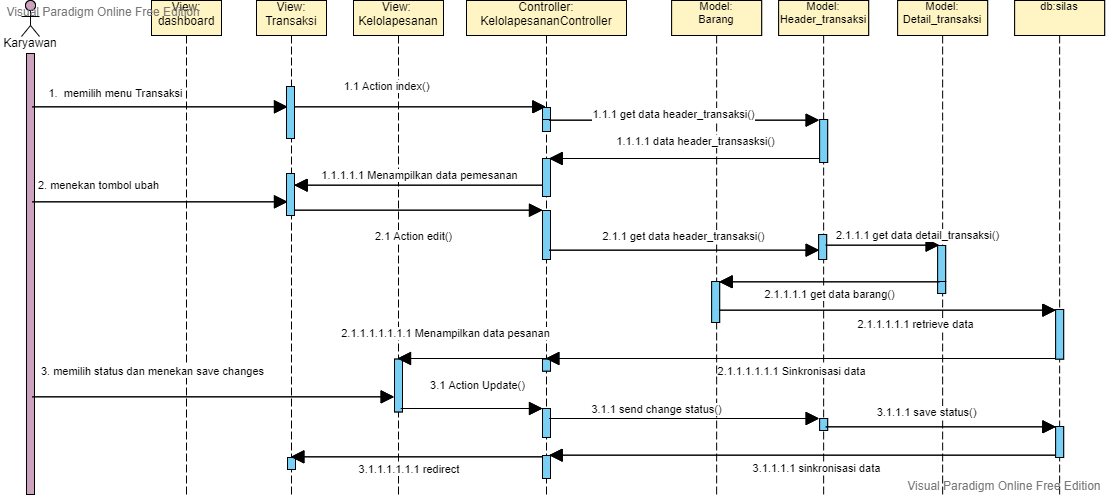 Visual Paradigm Online Free Edition
Karyawan
View:
dashboard
View:
Transaksi
View:
Kelolapesanan
Controller:
KelolapesananController
Model:
Barang
Model:
Header_transaksi
Model:
Detail_transaksi
db:silas
1. memilih menu Transaksi
1.1 Action index()
1.1.1 get data header_transaksi()
1.1.1.1 data header_transasksi()
1.1.1.1.1 Menampilkan data pemesanan
2. menekan tombol ubah
2.1 Action edit()
2.1.1 get data header_transaksi()
2.1.1.1 get data detail_transaksi()
2.1.1.1.1 get data barang()
2.1.1.1.1.1 retrieve data
2.1.1.1.1.1.1.1 Menampilkan data pesanan
2.1.1.1.1.1.1 Sinkronisasi data
3. memilih status dan menekan save changes
3.1 Action Update()
3.1.1 send change status()
3.1.1.1 save status()
3.1.1.1.1 sinkronisasi data
3.1.1.1.1.1.1 redirect
Visual Paradigm Online Free Edition